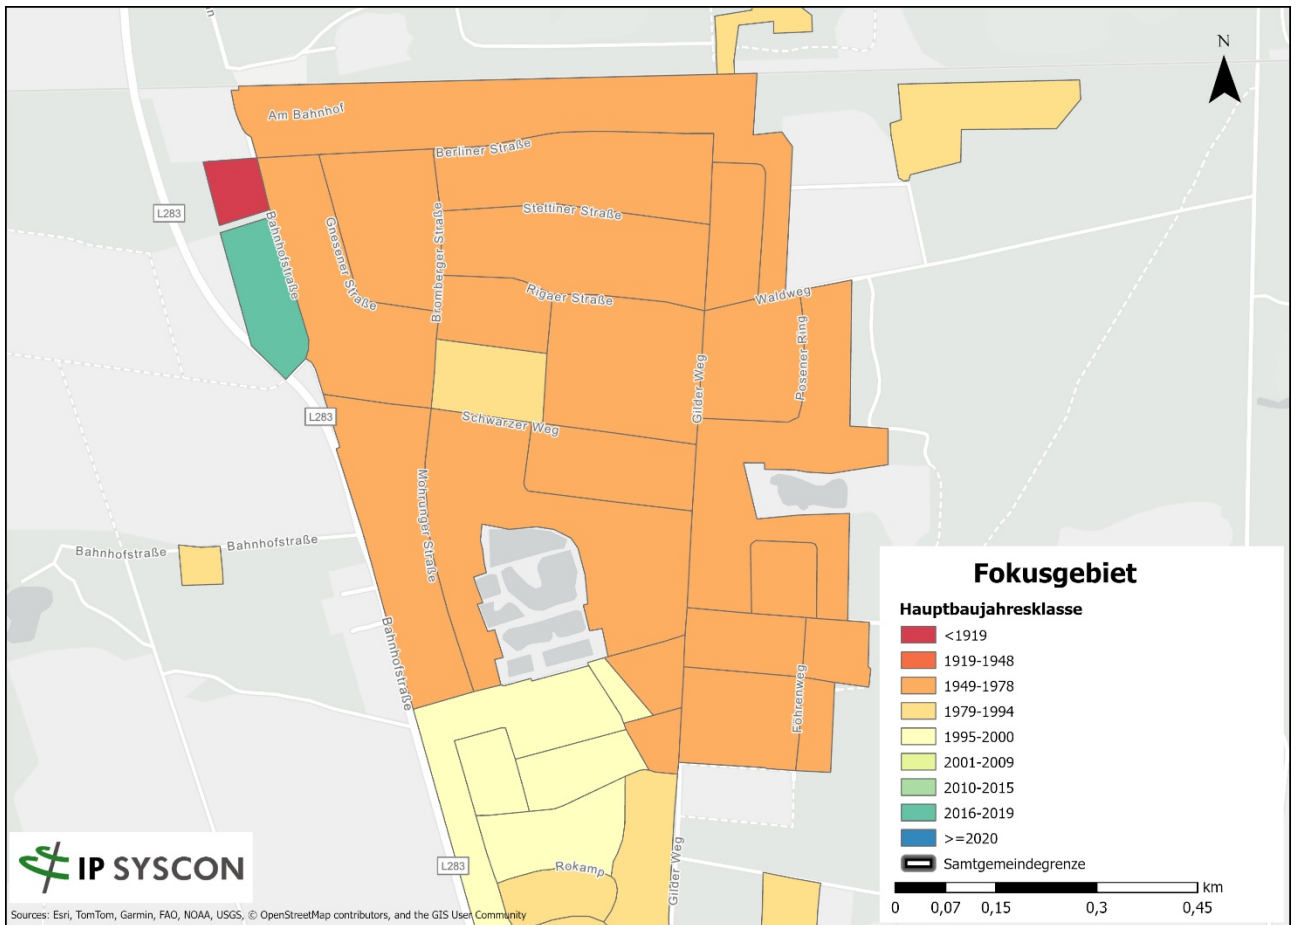 n
N
Am Bahnhof
Berliner Straße
L283
Stettiner Straße
Bahnhofstraße
Gnesener Straße
Bromberger Straße
Rigaer Straße
Waldweg
Posener Ring
Gilder Weg
L283
Schwarzer Weg
Mohrunger Straße
Bahnhofstraße
Bahnhofstraße
Bahnhofstraße
Föhrenweg
L283
Rokamp
Gilder Weg
Fokusgebiet
Hauptbaujahresklasse
<1919
1919-1948
1949-1978
1979-1994
1995-2000
2001-2009
2010-2015
2016-2019
>=2020
Samtgemeindegrenze
km
0 0,07 0,15 0,3 0,45
IP SYSCON
Sources: Esri, TomTom, Garmin, FAO, NOAA, USGS, © OpenStreetMap contributors, and the GIS User Community